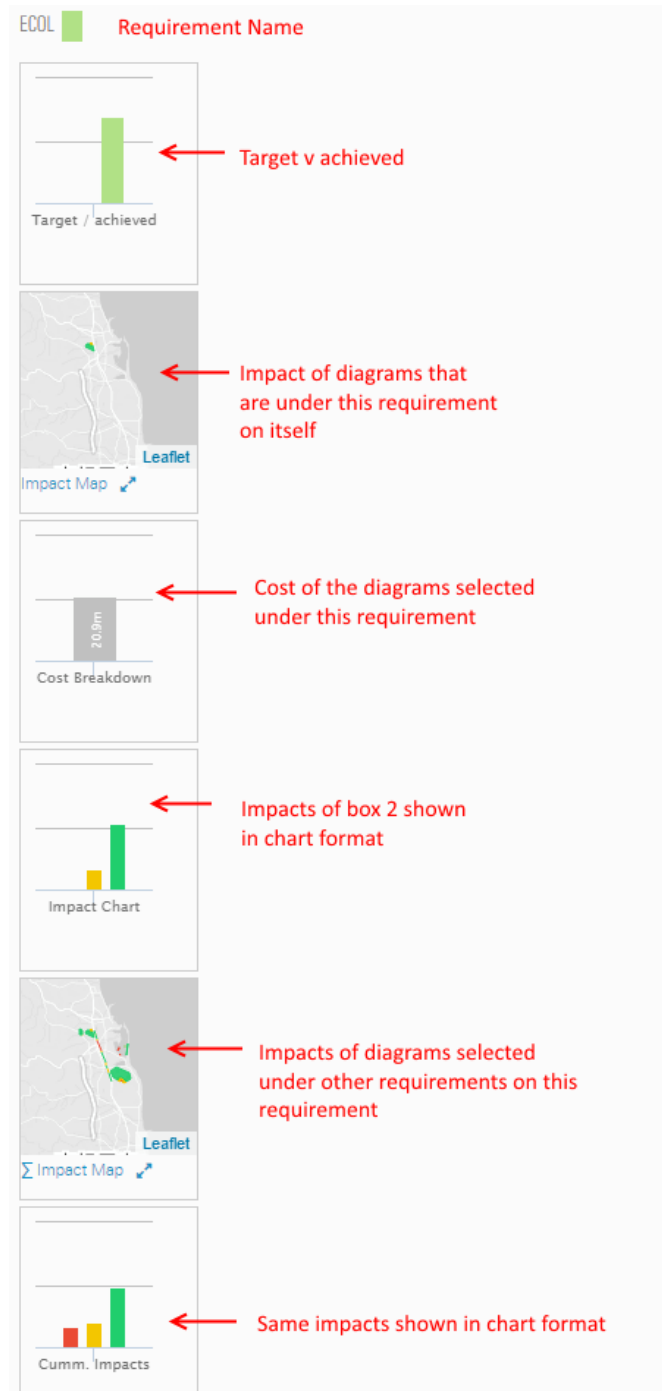 ECOL
Requirement Name
Target v achieved
Target / achieved
Impact of diagrams that
are under this requirement
on itself
Leaflet
Impact Map
Cost of the diagrams selected
under this requirement
20.9m
Cost Breakdown
Impacts of box 2 shown
in chart format
Impact Chart
Impacts of diagrams selected
under other requirements on this
requirement
Leaflet
∑ Impact Map
Same impacts shown in chart format
Cumm. Impacts